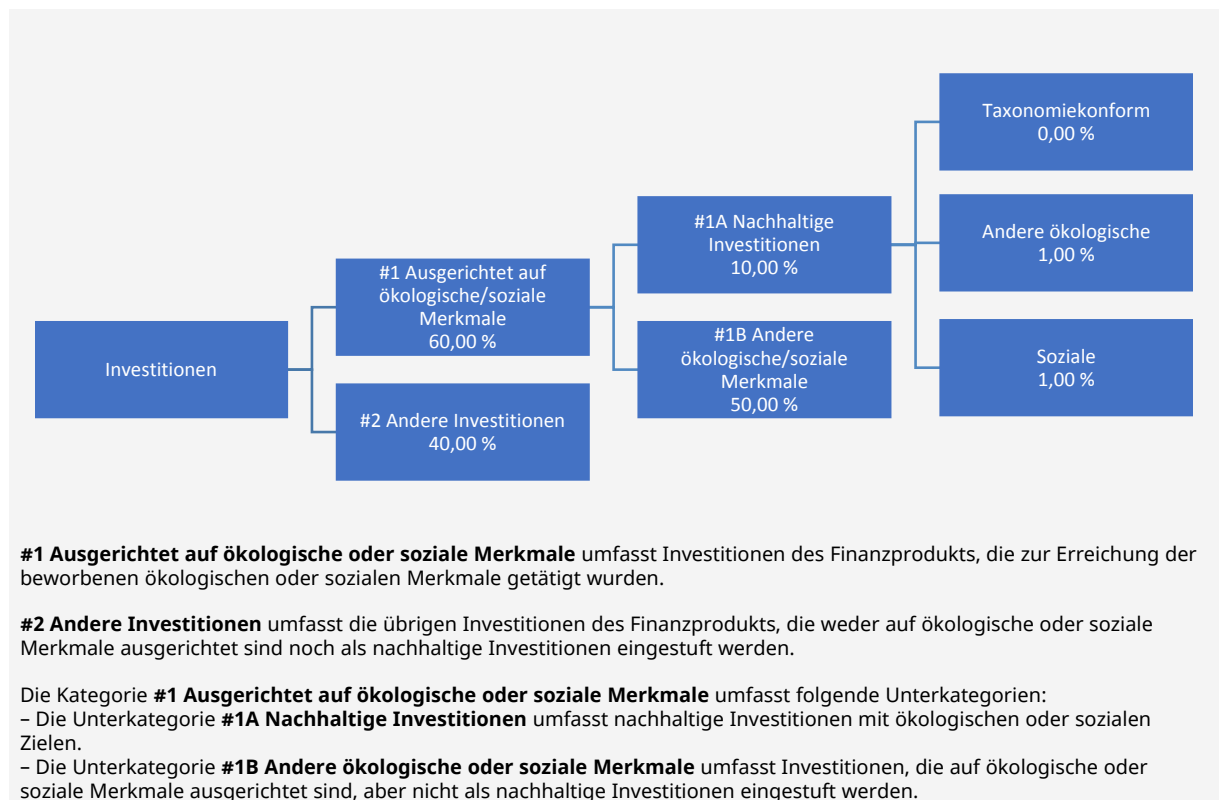 Investitionen
#1 Ausgerichtet auf
ökologische/soziale
Merkmale
60,00 %
#2 Andere Investitionen
40,00 %
#1A Nachhaltige
Investitionen
10,00 %
#1B Andere
ökologische/soziale
Merkmale
50,00 %
Taxonomiekonform
0,00 %
Andere ökologische
1,00 %
Soziale
1,00 %
#1 Ausgerichtet auf ökologische oder soziale Merkmale umfasst Investitionen des Finanzprodukts, die zur Erreichung der
beworbenen ökologischen oder sozialen Merkmale getätigt wurden.
#2 Andere Investitionen umfasst die übrigen Investitionen des Finanzprodukts, die weder auf ökologische oder soziale
Merkmale ausgerichtet sind noch als nachhaltige Investitionen eingestuft werden.
Die Kategorie #1 Ausgerichtet auf ökologische oder soziale Merkmale umfasst folgende Unterkategorien:
– Die Unterkategorie #1A Nachhaltige Investitionen umfasst nachhaltige Investitionen mit ökologischen oder sozialen
Zielen.
– Die Unterkategorie #1B Andere ökologische oder soziale Merkmale umfasst Investitionen, die auf ökologische oder
soziale Merkmale ausgerichtet sind, aber nicht als nachhaltige Investitionen eingestuft werden.